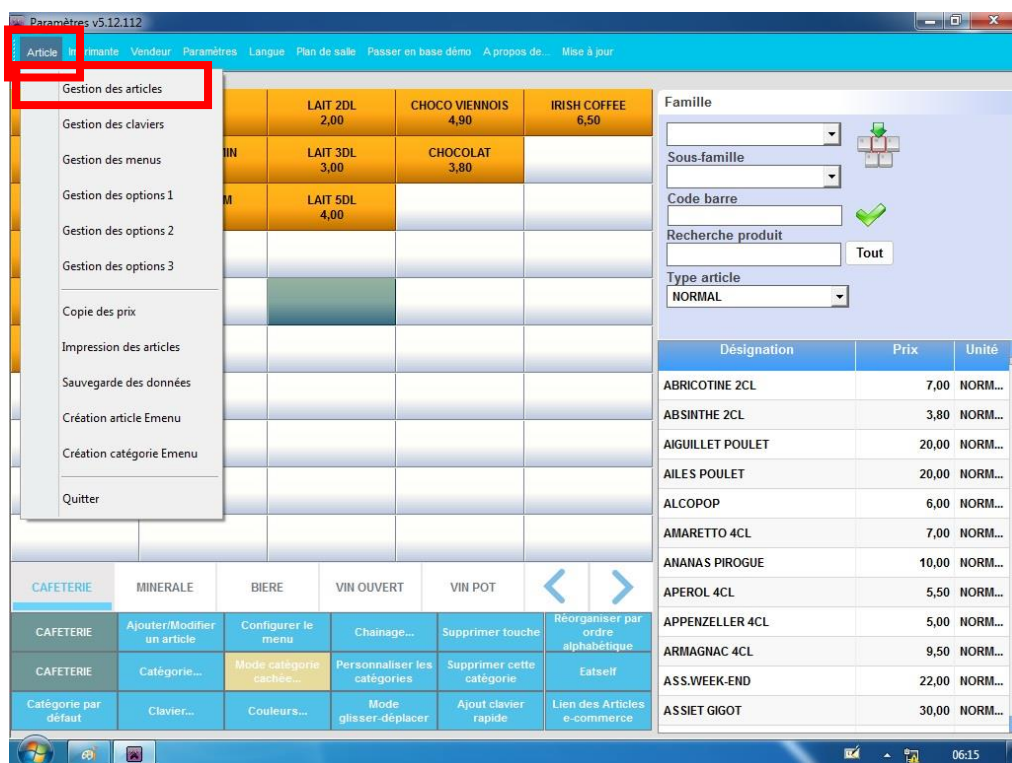 Paramètres v5.12.112
Article Imprimante Vendeur Paramètres Langue Plan de salle Passer en base démo A propos de... Mise à jour
Gestion des articles
Gestion des claviers
Gestion des menus
Gestion des options 1
Gestion des options 2
Gestion des options 3
Copie des prix
Impression des articles
Sauvegarde des données
Création article Emenu
Création catégorie Emenu
Quitter
LAIT 2DL
2,00
CHOCO VIENNOIS
4,90
IRISH COFFEE
6,50
IIN
LAIT 3DL
3,00
CHOCOLAT
3,80
M
LAIT 5DL
4,00
Famille
Sous-famille
Code barre
Recherche produit
Tout
Type article
NORMAL
Désignation Prix Unité
ABRICOTINE 2CL 7,00 NORM...
ABSINTHE 2CL 3,80 NORM...
AIGUILLET POULET 20,00 NORM...
AILES POULET 20,00 NORM...
ALCOPOP 6,00 NORM...
AMARETTO 4CL 7,00 NORM...
ANANAS PIROGUE 10,00 NORM...
APEROL 4CL 5,50 NORM...
APPENZELLER 4CL 5,00 NORM...
ARMAGNAC 4CL 9,50 NORM...
ASS.WEEK-END 22,00 NORM...
ASSIET GIGOT 30,00 NORM...
CAFETERIE MINERALE BIERE VIN OUVERT VIN POT
CAFETERIE
Ajouter/Modifier
un article
Configurer le
menu
Chainage...
Supprimer touche
Réorganiser par
ordre
alphabétique
CAFETERIE
Catégorie...
Mode catégorie
cachée...
Personnaliser les
catégories
Supprimer cette
catégorie
Eatself
Catégorie par
défaut
Clavier...
Couleurs...
Mode
glisser-déplacer
Ajout clavier
rapide
Lien des Articles
e-commerce
06:15